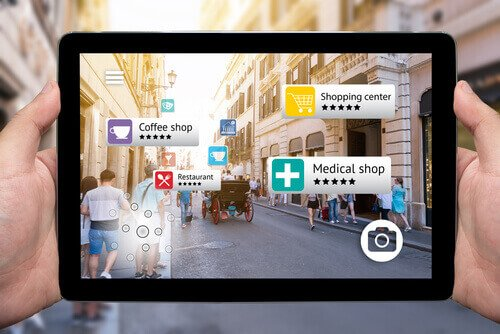 Shopping center
Coffee shop
Medical shop
Restaurant